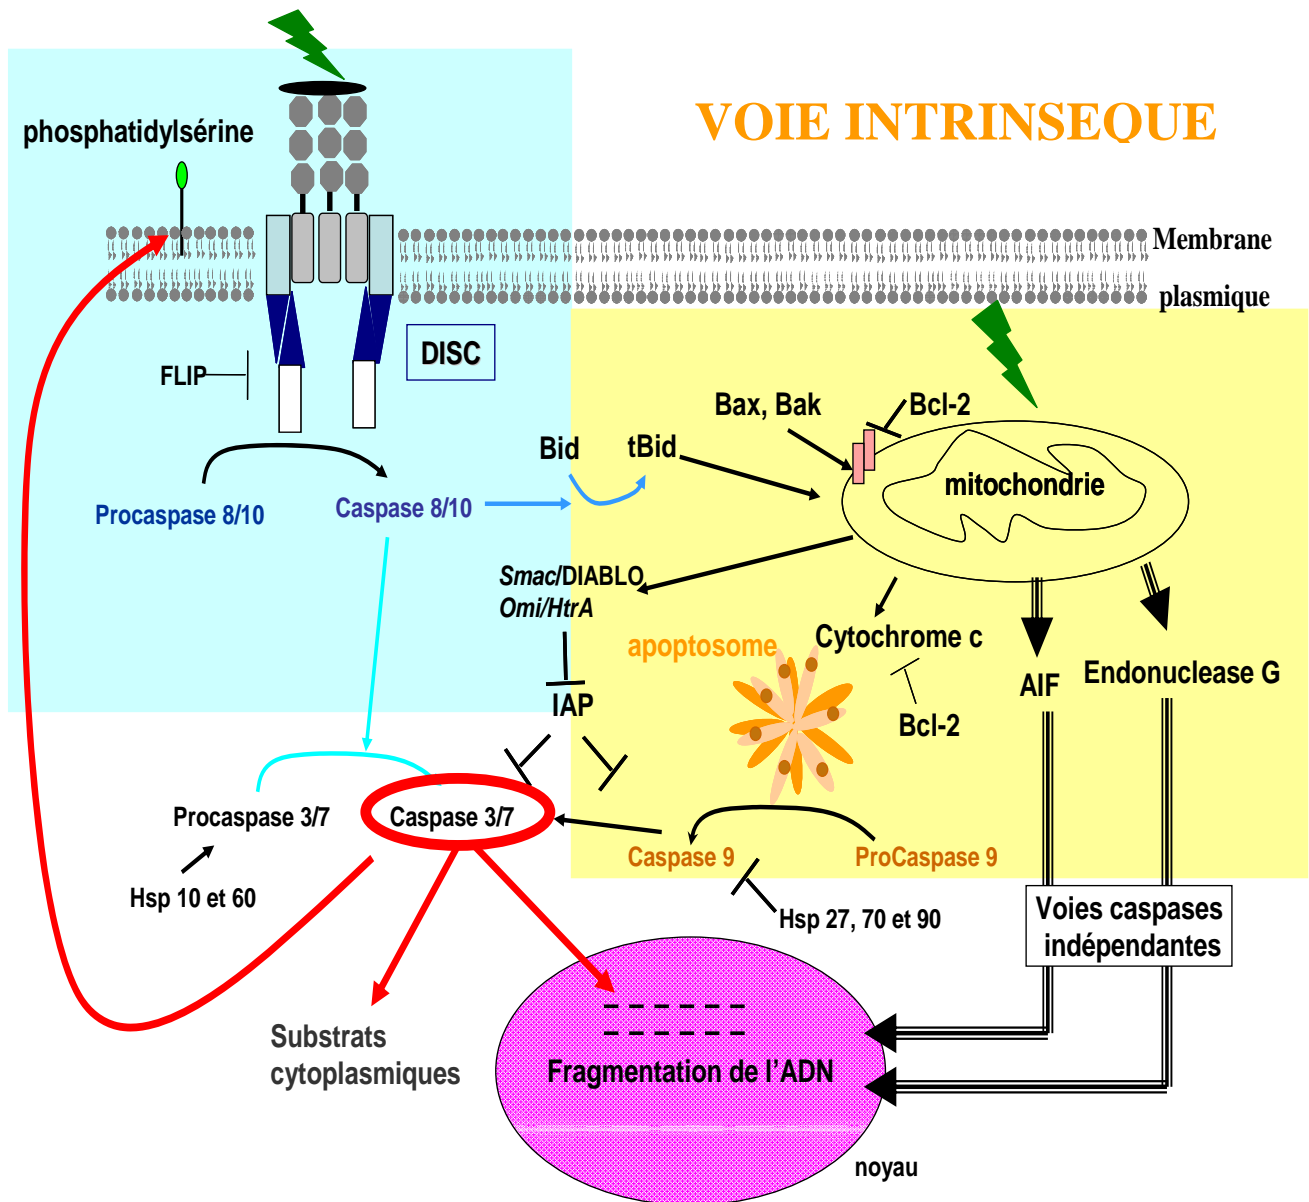 VOIE INTRINSEQUE
phosphatidylsérine
Membrane
plasmique
DISC
FLIP
Bax, Bak
Bcl-2
Bid
tBid
mitochondrie
Procaspase 8/10
Caspase 8/10
Smac/DIABLO
Omi/HtrA
apoptosome
Cytochrome c
AIF
Endonuclease G
IAP
Bcl-2
Procaspase 3/7
Caspase 3/7
Caspase 9
ProCaspase 9
Hsp 10 et 60
Hsp 27, 70 et 90
Voies caspases
indépendantes
Substrats
cytoplasmiques
Fragmentation de l'ADN
noyau